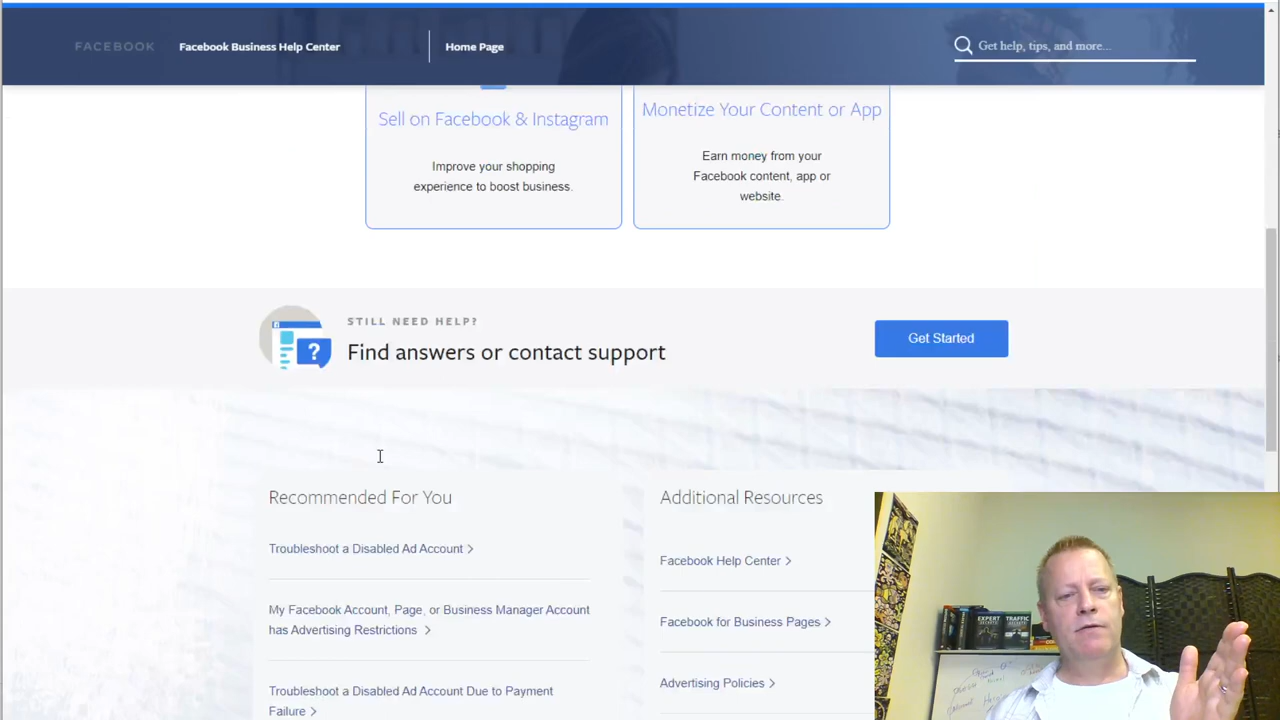 FACEBOOK
Facebook Business Help Center
Home Page
Get help, tips, and more...
Sell on Facebook & Instagram
Improve your shopping
experience to boost business.
Monetize Your Content or App
Earn money from your
Facebook content, app or
website.
STILL NEED HELP?
Find answers or contact support
Get Started
Recommended For You
Troubleshoot a Disabled Ad Account
My Facebook Account, Page, or Business Manager Account
has Advertising Restrictions
Troubleshoot a Disabled Ad Account Due to Payment
Failure
Additional Resources
Facebook Help Center
Facebook for Business Pages
Advertising Policies
EXPERT
SECRETS
TRAFFIC
SECRETS